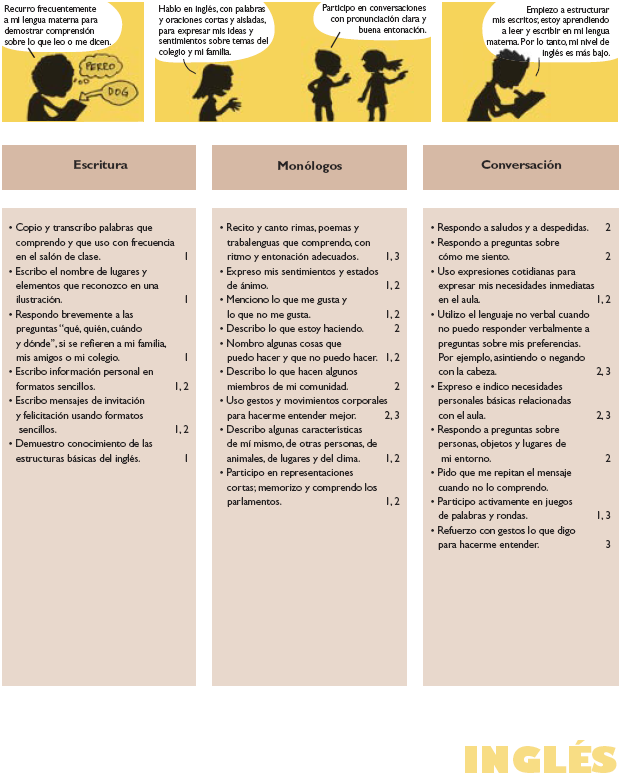 Recurro frecuentemente
a mi lengua materna para
demostrar comprensión
sobre lo que leo o me dicen.
PERRO
DOG
Hablo en inglés, con palabras
y oraciones cortas y aisladas,
para expresar mis ideas y
sentimientos sobre temas del
colegio y mi familia.
Participo en conversaciones
con pronunciación clara y
buena entonación.
Empiezo a estructurar
mis escritos; estoy aprendiendo
a leer y escribir en mi lengua
materna. Por lo tanto, mi nivel de
inglés es más bajo.
Escritura
• Copio y transcribo palabras que
comprendo y que uso con frecuencia
en el salón de clase. 1
• Escribo el nombre de lugares y
elementos que reconozco en una
ilustración. 1
• Respondo brevemente a las
preguntas “qué, quién, cuándo
y dónde”, si se refieren a mi familia,
mis amigos o mi colegio. 1
• Escribo información personal en
formatos sencillos. 1, 2
• Escribo mensajes de invitación
y felicitación usando formatos
sencillos. 1, 2
• Demuestro conocimiento de las
estructuras básicas del inglés. 1
Monólogos
• Recito y canto rimas, poemas y
trabalenguas que comprendo, con
ritmo y entonación adecuados. 1, 3
• Expreso mis sentimientos y estados
de ánimo. 1, 2
• Menciono lo que me gusta y
lo que no me gusta. 1, 2
• Describo lo que estoy haciendo. 2
• Nombro algunas cosas que
puedo hacer y que no puedo hacer. 1, 2
• Describo lo que hacen algunos
miembros de mi comunidad. 2
• Uso gestos y movimientos corporales
para hacerme entender mejor. 2, 3
• Describo algunas características
de mí mismo, de otras personas, de
animales, de lugares y del clima. 1, 2
• Participo en representaciones
cortas; memorizo y comprendo los
parlamentos. 1, 2
Conversación
• Respondo a saludos y a despedidas. 2
• Respondo a preguntas sobre
cómo me siento. 2
• Uso expresiones cotidianas para
expresar mis necesidades inmediatas
en el aula. 1, 2
• Utilizo el lenguaje no verbal cuando
no puedo responder verbalmente a
preguntas sobre mis preferencias.
Por ejemplo, asintiendo o negando
con la cabeza. 2, 3
• Expreso e indico necesidades
personales básicas relacionadas
con el aula. 2, 3
• Respondo a preguntas sobre
personas, objetos y lugares de
mi entorno. 2
• Pido que me repitan el mensaje
cuando no lo comprendo.
• Participo activamente en juegos
de palabras y rondas. 1, 3
• Refuerzo con gestos lo que digo
para hacerme entender. 3
INGLÉS